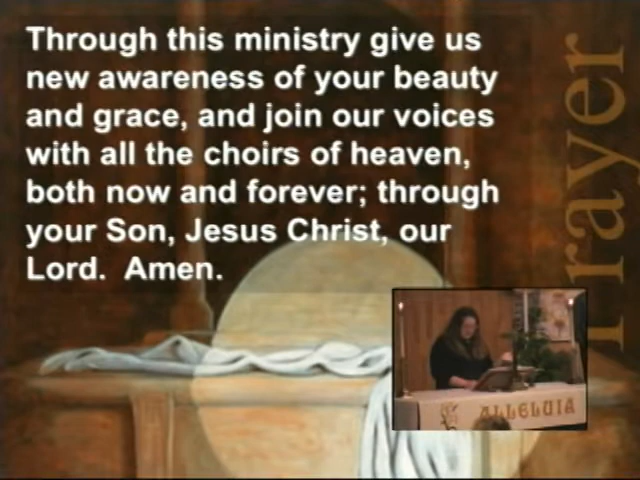 Through this ministry give us
new awareness of your beauty
and grace, and join our voices
with all the choirs of heaven,
both now and forever; through
your Son, Jesus Christ, our
Lord.  Amen.
Prayer
ALLELUIA